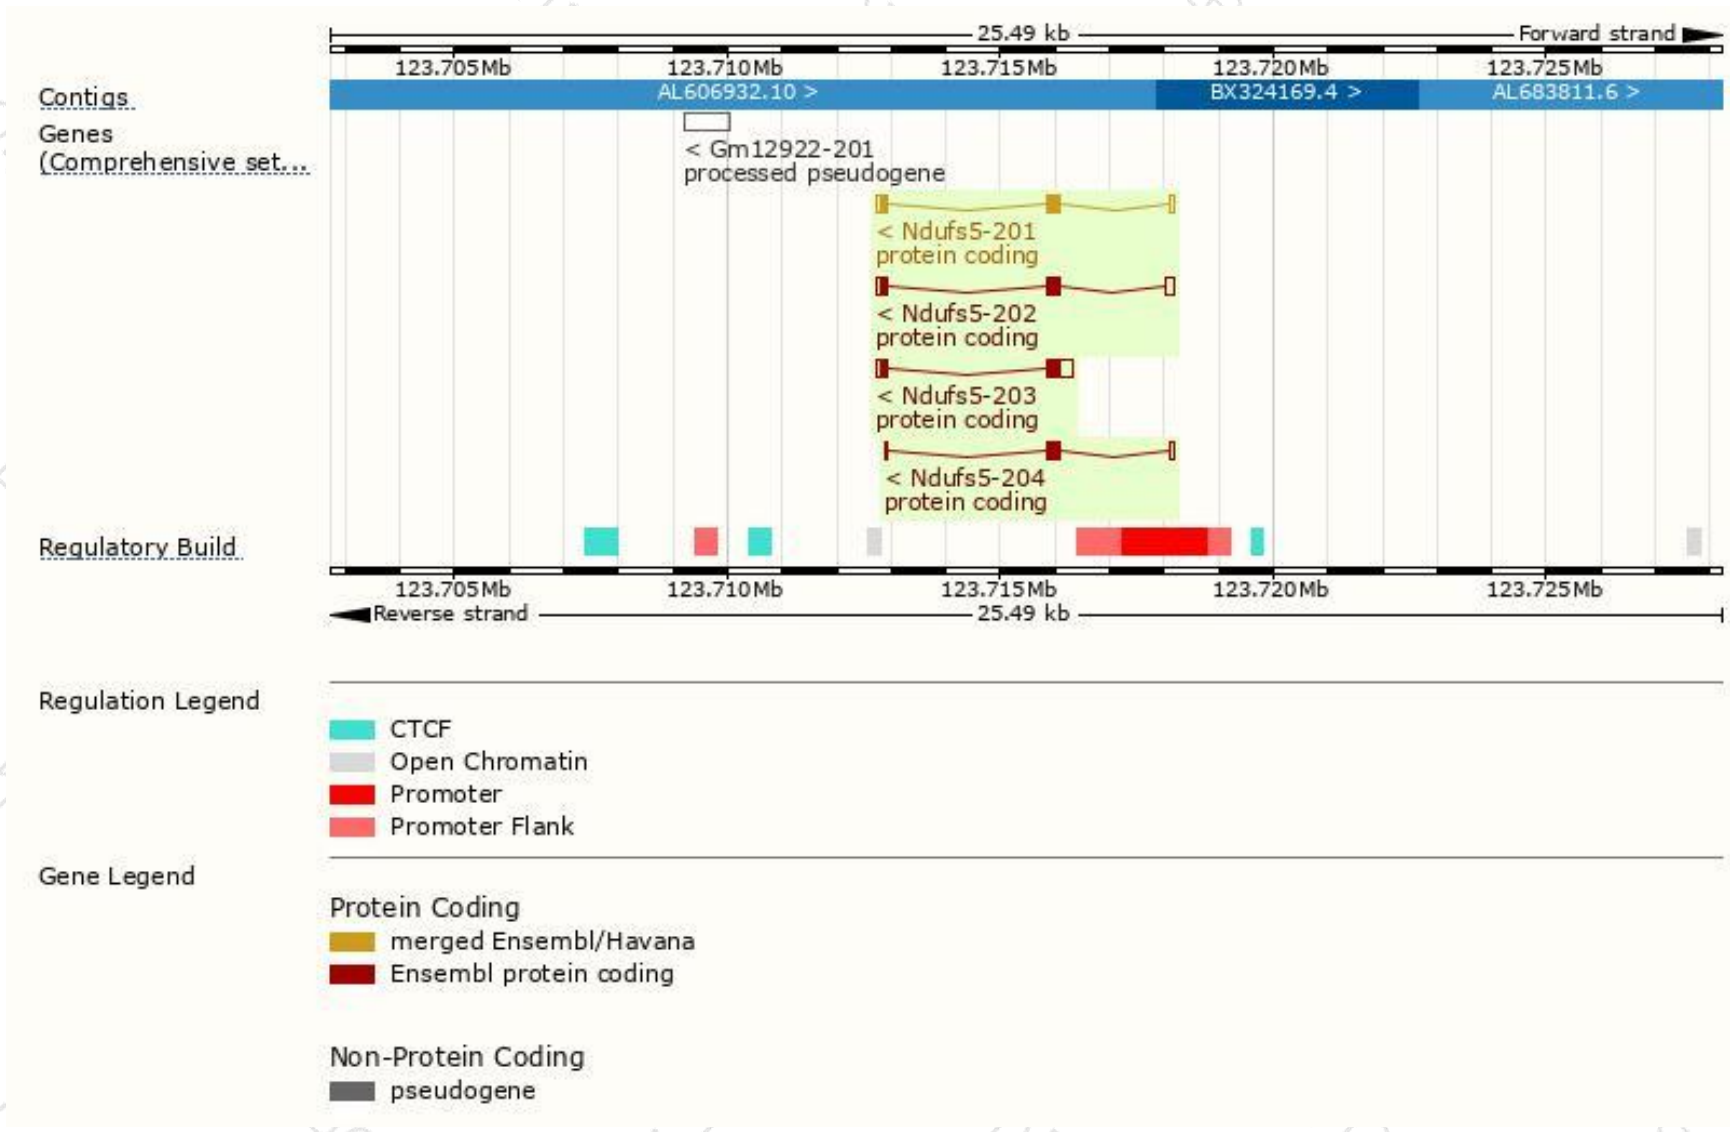 25.49 kb
Forward strand
123.705Mb 123.710Mb 123.715Mb 123.720Mb 123.725Mb
Contigs
AL606932.10 > BX324169.4 > AL683811.6 >
Genes
(Comprehensive set...
< Gm12922-201
processed pseudogene
< Ndufs5-201
protein coding
< Ndufs5-202
protein coding
< Ndufs5-203
protein coding
< Ndufs5-204
protein coding
Regulatory Build
123.705Mb 123.710Mb 123.715Mb 123.720Mb 123.725Mb
Reverse strand
25.49 kb
Regulation Legend
CTCF
Open Chromatin
Promoter
Promoter Flank
Gene Legend
Protein Coding
merged Ensembl/Havana
Ensembl protein coding
Non-Protein Coding
pseudogene